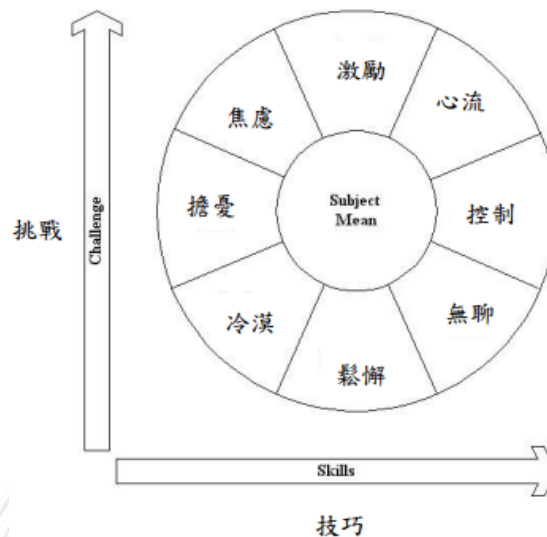 激勵
焦慮
心流
擔憂
Subject
Mean
控制
挑戰
Challenge
冷漠
無聊
鬆懈
Skills
技巧